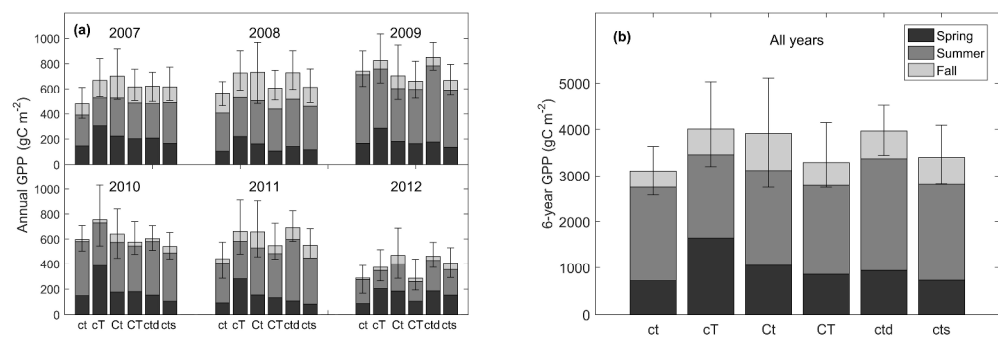 (a)
2007
2008
2009
1000
800
600
400
200
0
2010
2011
2012
1000
800
600
400
200
0
Annual GPP (gC m-2)
ct cT Ct CT ctd cts
ct cT Ct CT ctd cts
ct cT Ct CT ctd cts
(b)
All years
Spring
Summer
Fall
5000
4000
3000
2000
1000
0
6-year GPP (gC m-2)
ct cT Ct CT ctd cts